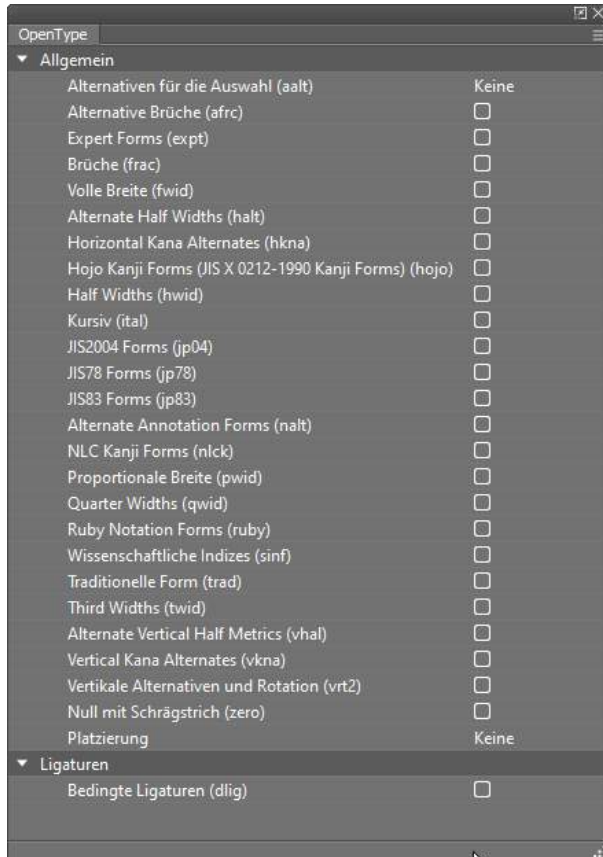 OpenType
Allgemein
Alternativen für die Auswahl (aalt) Keine
Alternative Brüche (afrc)
Expert Forms (expt)
Brüche (frac)
Volle Breite (fwid)
Alternate Half Widths (halt)
Horizontal Kana Alternates (hkna)
Hojo Kanji Forms (JIS X 0212-1990 Kanji Forms) (hojo)
Half Widths (hwid)
Kursiv (ital)
JIS2004 Forms (jp04)
JIS78 Forms (jp78)
JIS83 Forms (jp83)
Alternate Annotation Forms (nalt)
NLC Kanji Forms (nlck)
Proportionale Breite (pwid)
Quarter Widths (qwid)
Ruby Notation Forms (ruby)
Wissenschaftliche Indizes (sinf)
Traditionelle Form (trad)
Third Widths (twid)
Alternate Vertical Half Metrics (vhal)
Vertical Kana Alternates (vkna)
Vertikale Alternativen und Rotation (vrt2)
Null mit Schrägstrich (zero)
Platzierung Keine
Ligaturen
Bedingte Ligaturen (dlig)